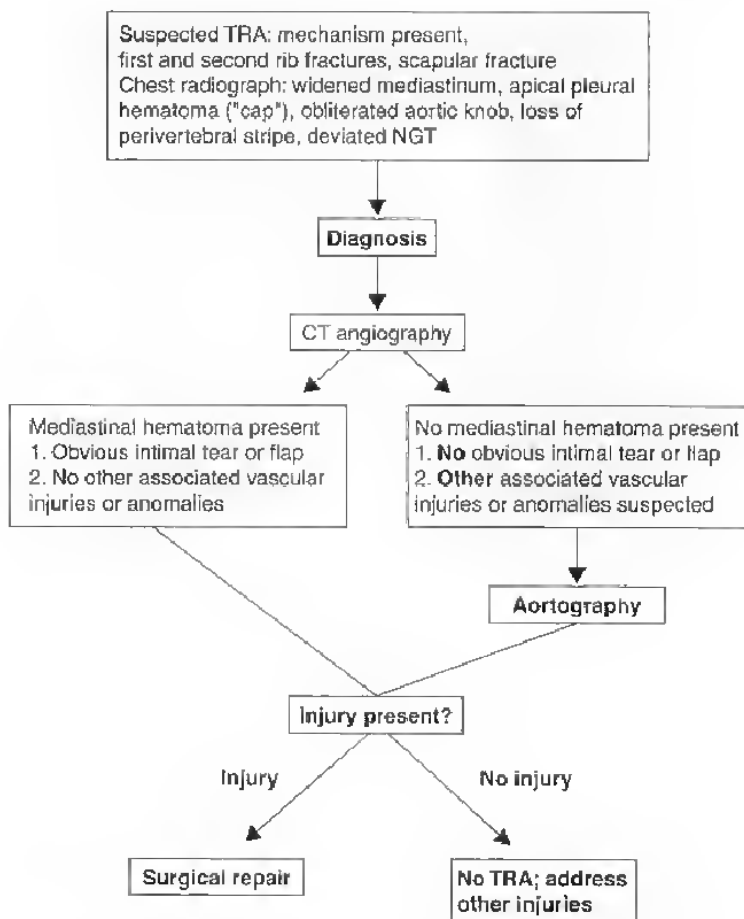 Suspected TRA: mechanism present,
first and second rib fractures, scapular fracture
Chest radiograph: widened mediastinum, apical pleural
hematoma ("cap"), obliterated aortic knob, loss of
perivertebral stripe, deviated NGT
Diagnosis
CT angiography
Mediastinal hematoma present
1. Obvious intimal tear or flap
2. No other associated vascular
injuries or anomalies
No mediastinal hematoma present
1. No obvious intimal tear or flap
2. Other associated vascular
injuries or anomalies suspected
Aortography
Injury present?
Injury
No injury
Surgical repair
No TRA; address
other injuries